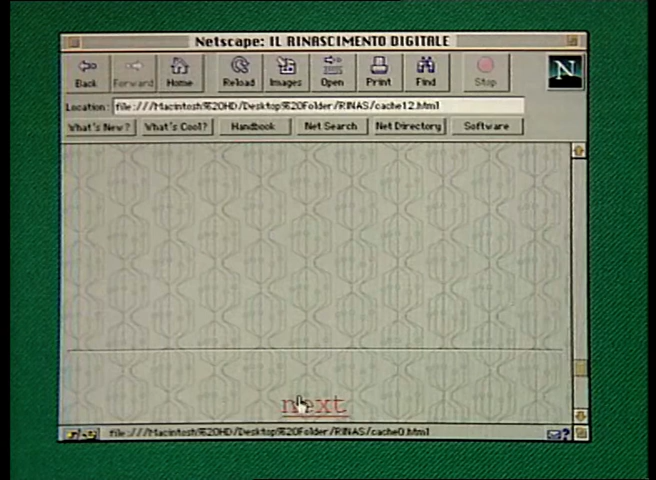 Netscape: IL RINASCIMENTO DIGITALE
Back Forward Home Reload Images Open Print Find Stop
N
Location: file:///Macintosh%20HD/Desktop%20Folder/RINAS/cache12.html
What's New? What's Cool? Handbook Net Search Net Directory Software
next
file:///Macintosh%20HD/Desktop%20Folder/RINAS/cache0.html
?